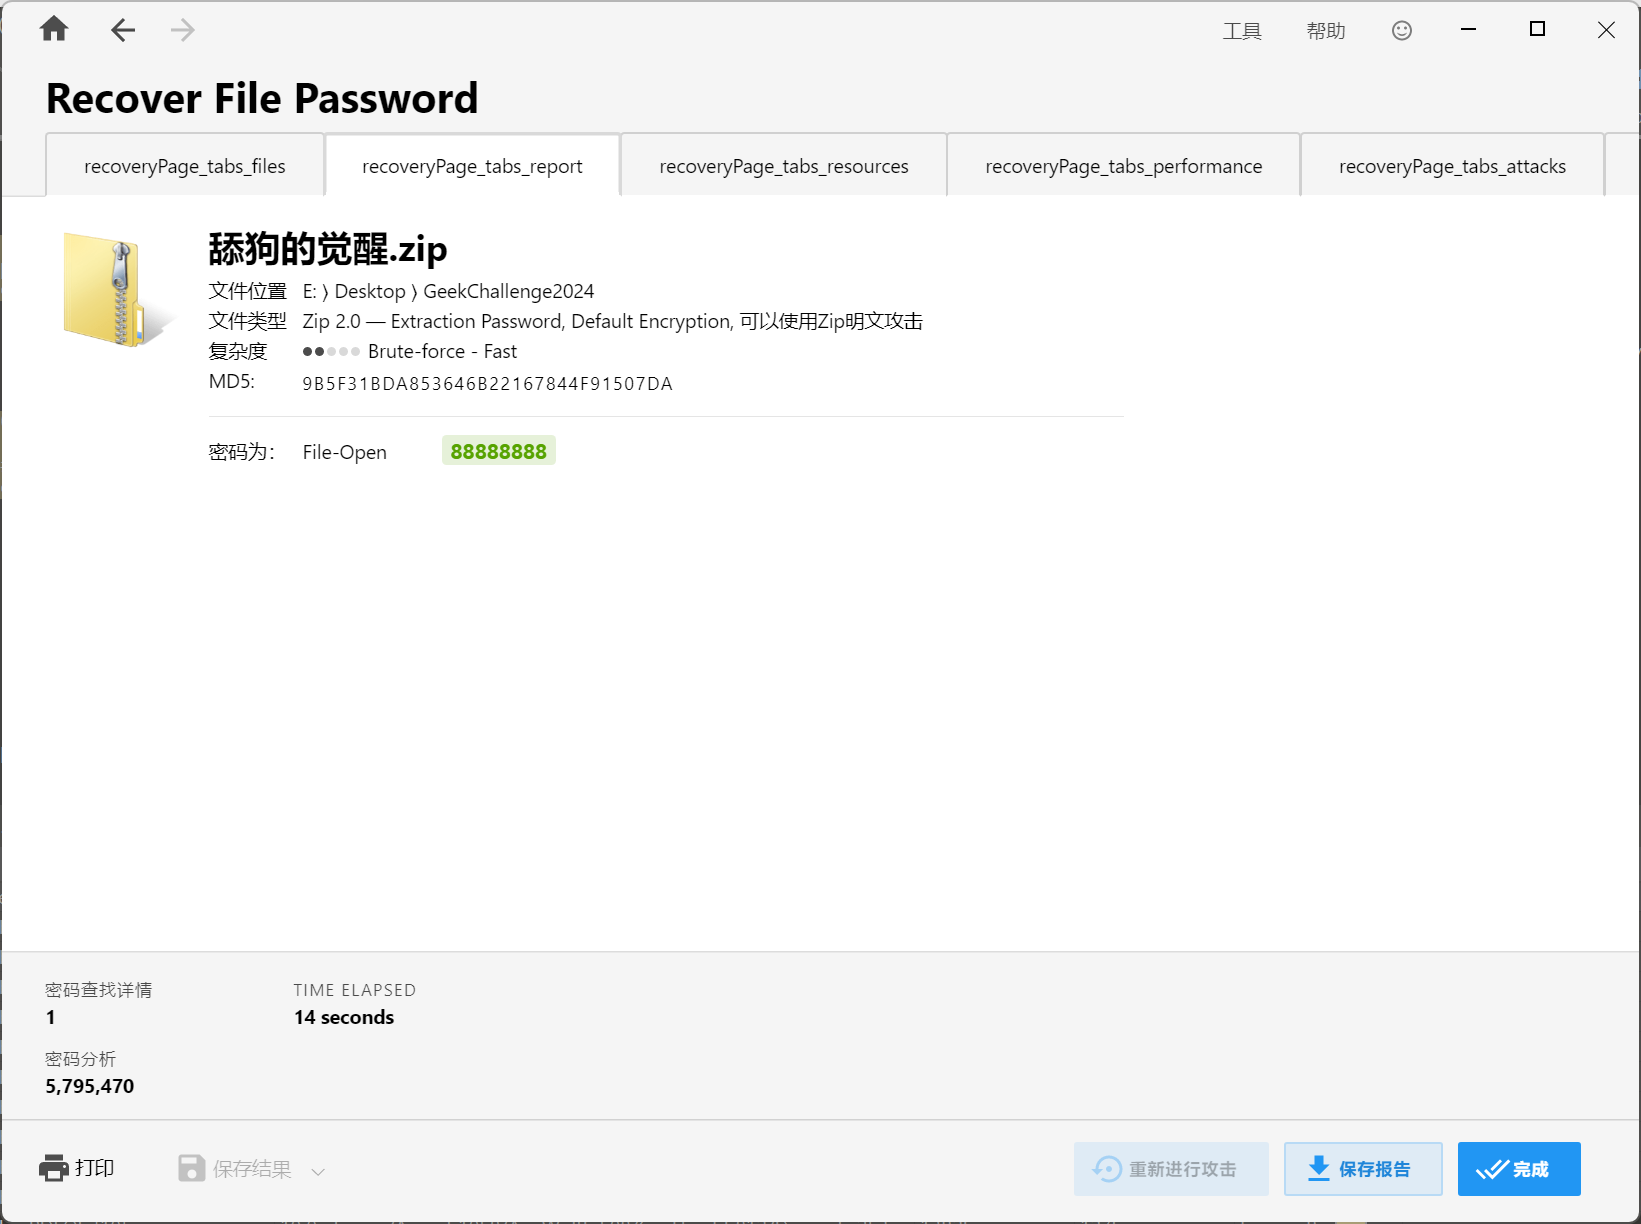 工具 帮助
Recover File Password
recoveryPage_tabs_files recoveryPage_tabs_report recoveryPage_tabs_resources recoveryPage_tabs_performance recoveryPage_tabs_attacks
舔狗的觉醒.zip
文件位置 E: ⟩ Desktop ⟩ GeekChallenge2024
文件类型 Zip 2.0 — Extraction Password, Default Encryption, 可以使用Zip明文攻击
复杂度 Brute-force - Fast
MD5: 9B5F31BDA853646B22167844F91507DA
密码为: File-Open 88888888
密码查找详情 TIME ELAPSED
1 14 seconds
密码分析
5,795,470
打印 保存结果 重新进行攻击 保存报告 完成